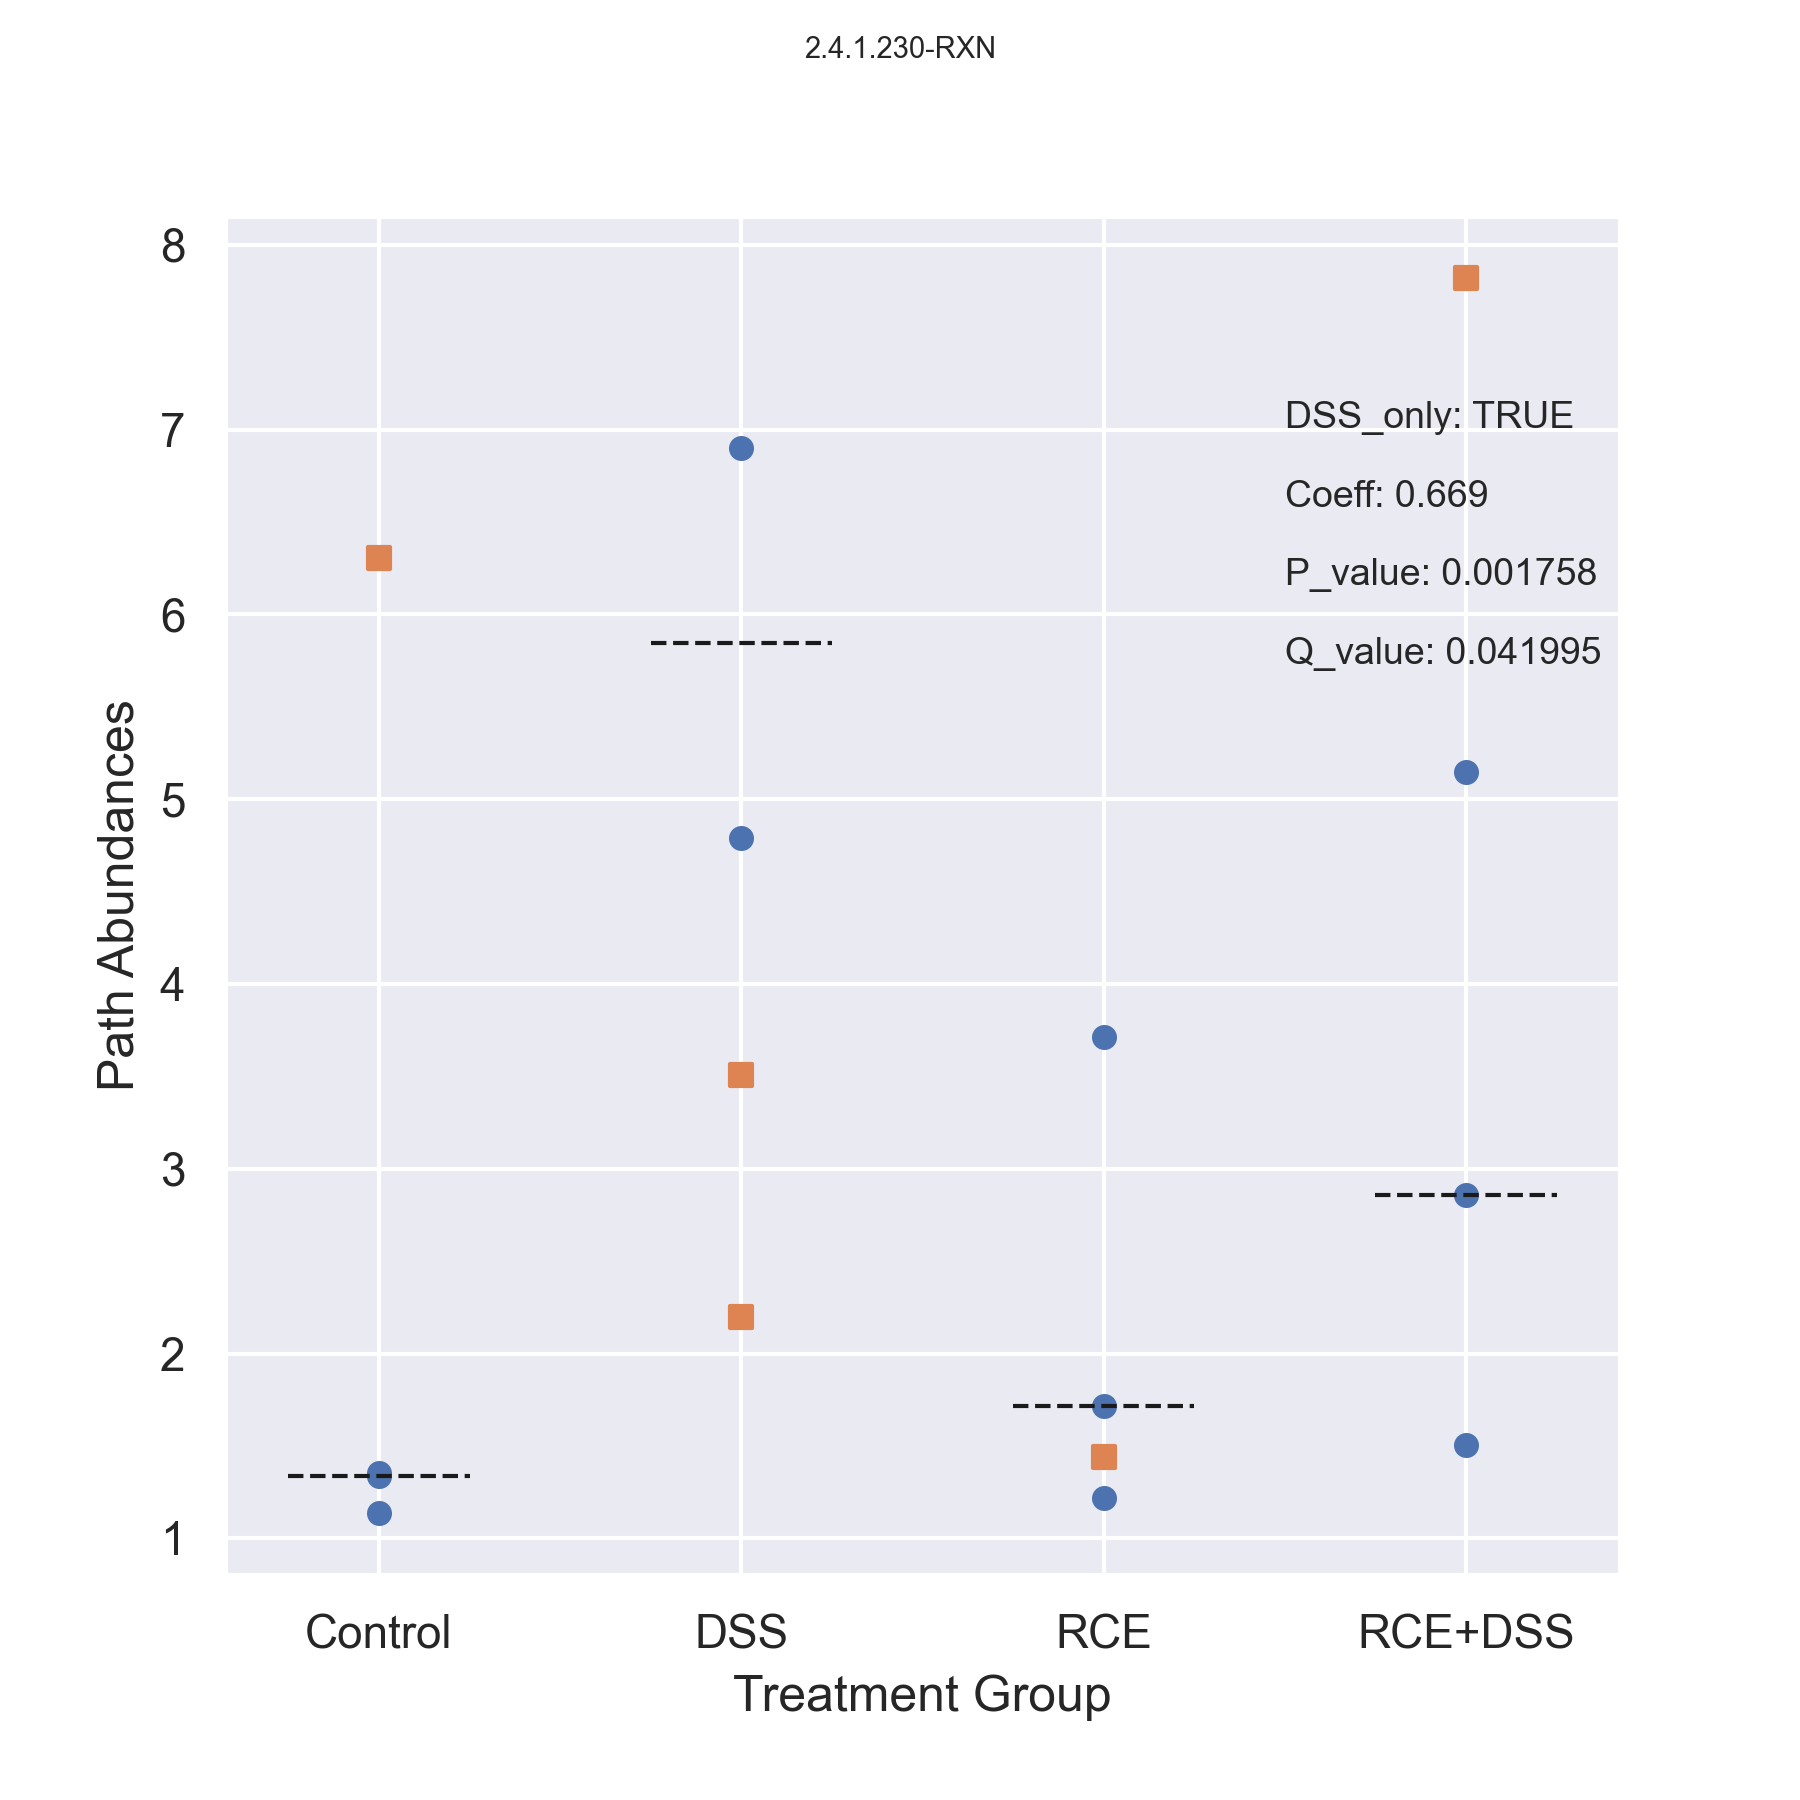 2.4.1.230-RXN
8
7
6
5
4
3
2
1
Path Abundances
DSS_only: TRUE
Coeff: 0.669
P_value: 0.001758
Q_value: 0.041995
Control
DSS
RCE
RCE+DSS
Treatment Group